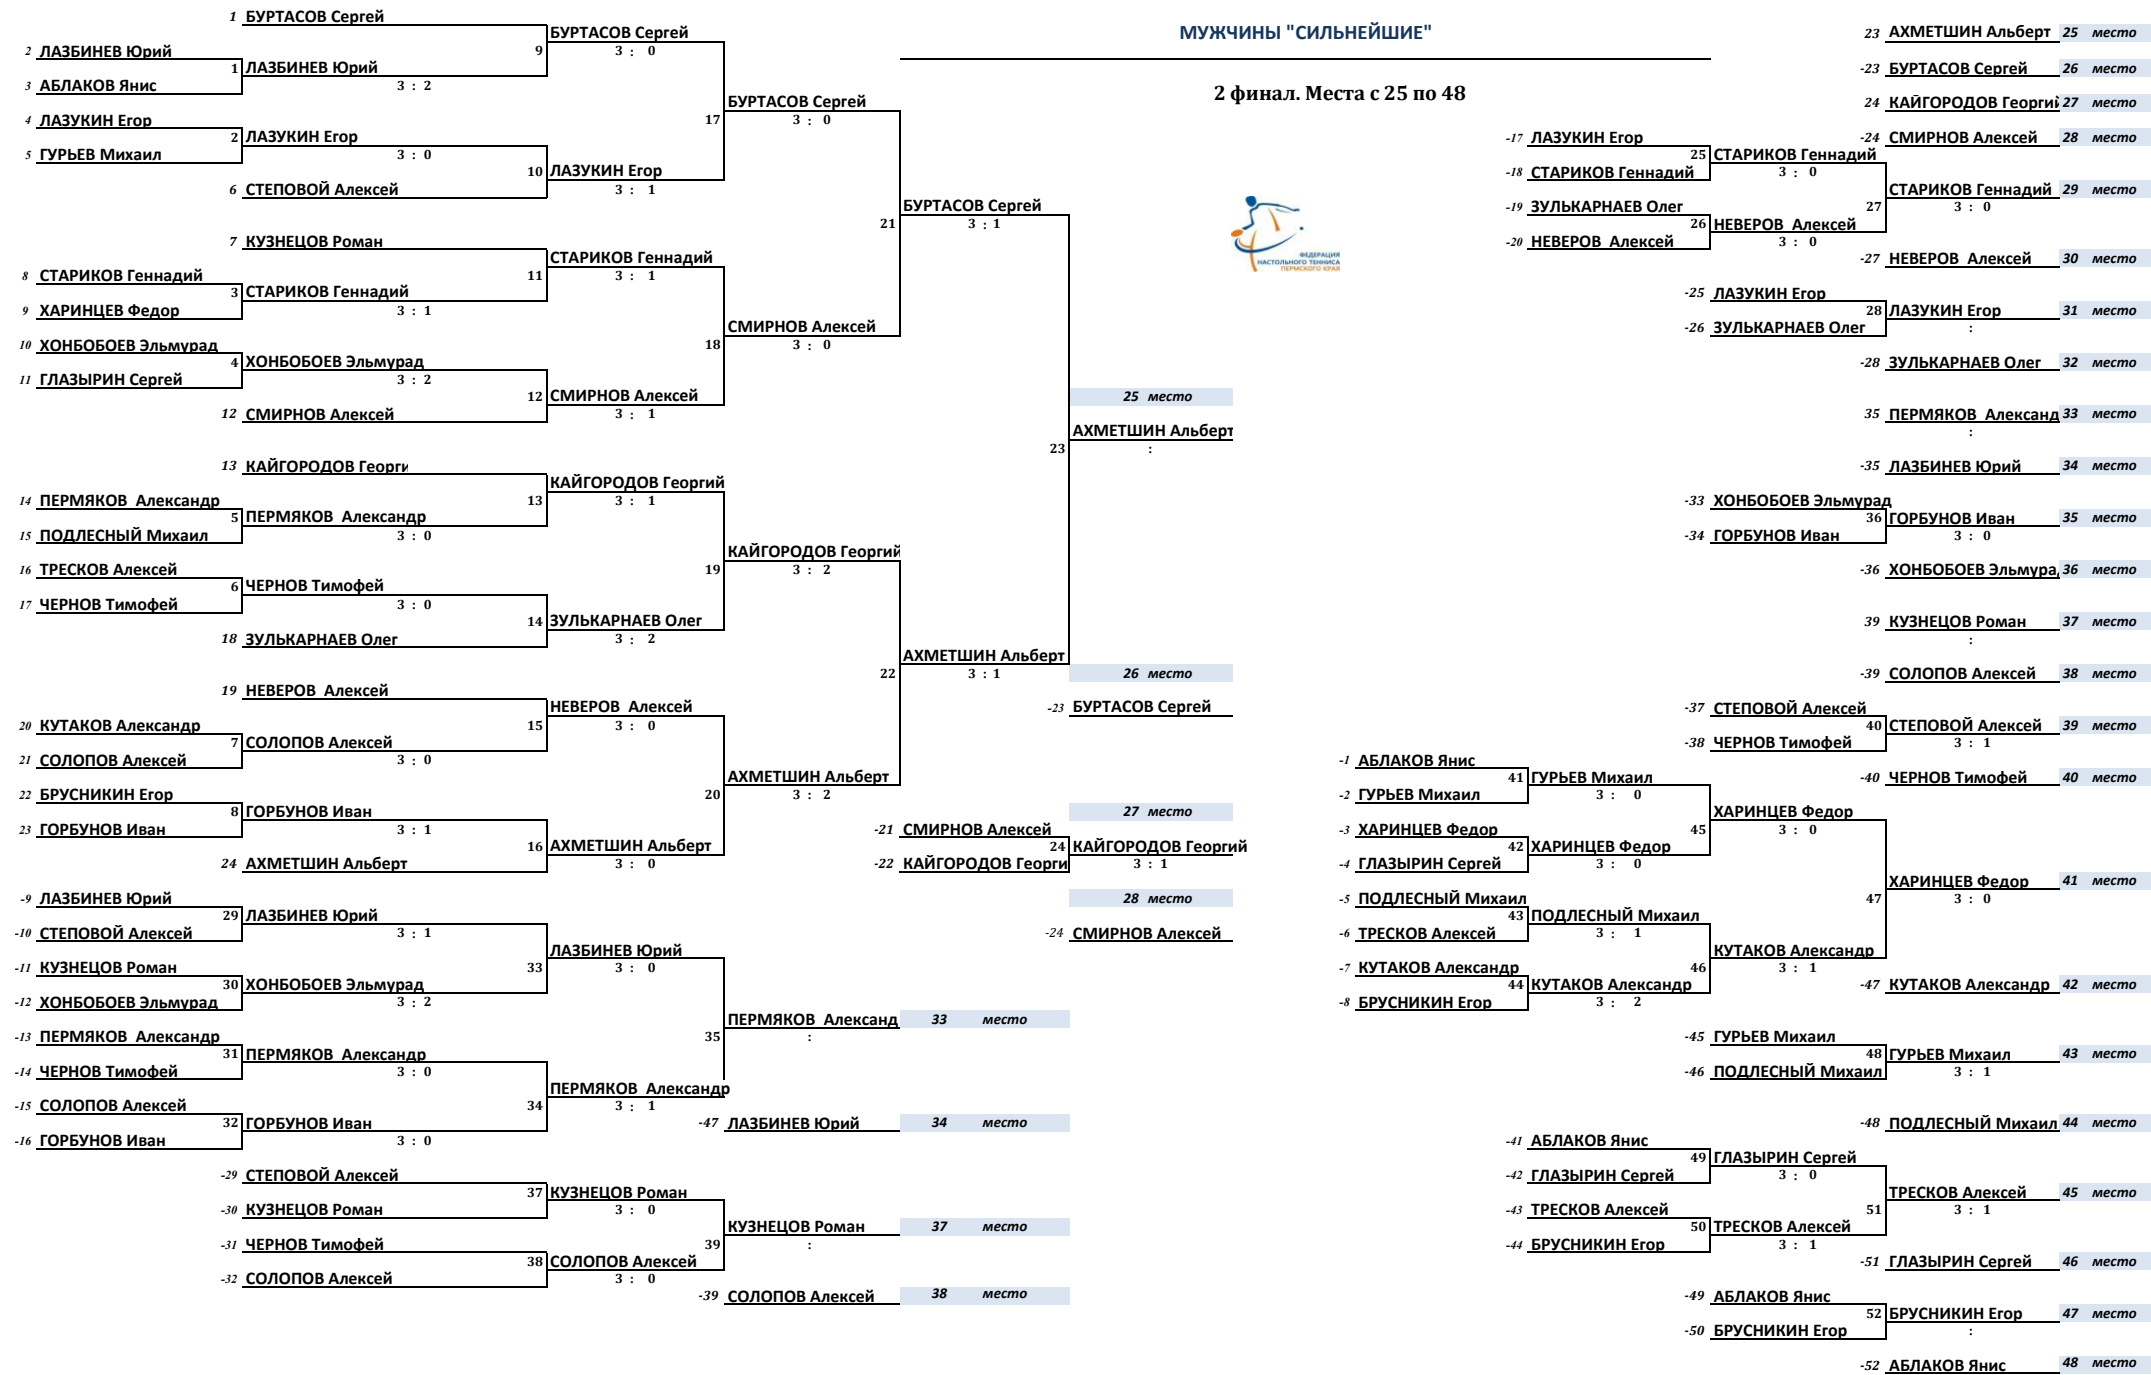 МУЖЧИНЫ "СИЛЬНЕЙШИЕ"
2 финал. Места с 25 по 48
ФЕДЕРАЦИЯ
НАСТОЛЬНОГО ТЕННИСА
ПЕРМСКОГО КРАЯ
1 БУРТАСОВ Сергей
2 ЛАЗБИНЕВ Юрий
3 АБЛАКОВ Янис
4 ЛАЗУКИН Егор
5 ГУРЬЕВ Михаил
6 СТЕПОВОЙ Алексей
7 КУЗНЕЦОВ Роман
8 СТАРИКОВ Геннадий
9 ХАРИНЦЕВ Федор
10 ХОНБОБОЕВ Эльмурад
11 ГЛАЗЫРИН Сергей
12 СМИРНОВ Алексей
13 КАЙГОРОДОВ Георги
14 ПЕРМЯКОВ Александр
15 ПОДЛЕСНЫЙ Михаил
16 ТРЕСКОВ Алексей
17 ЧЕРНОВ Тимофей
18 ЗУЛЬКАРНАЕВ Олег
19 НЕВЕРОВ Алексей
20 КУТАКОВ Александр
21 СОЛОПОВ Алексей
22 БРУСНИКИН Егор
23 ГОРБУНОВ Иван
24 АХМЕТШИН Альберт
1 ЛАЗБИНЕВ Юрий
3 : 2
2 ЛАЗУКИН Егор
3 : 0
3 СТАРИКОВ Геннадий
3 : 1
4 ХОНБОБОЕВ Эльмурад
3 : 2
5 ПЕРМЯКОВ Александр
3 : 0
6 ЧЕРНОВ Тимофей
3 : 0
7 СОЛОПОВ Алексей
3 : 0
8 ГОРБУНОВ Иван
3 : 1
9 БУРТАСОВ Сергей
3 : 0
10 ЛАЗУКИН Егор
3 : 1
11 СТАРИКОВ Геннадий
3 : 1
12 СМИРНОВ Алексей
3 : 1
13 КАЙГОРОДОВ Георгий
3 : 1
14 ЗУЛЬКАРНАЕВ Олег
3 : 2
15 НЕВЕРОВ Алексей
3 : 0
16 АХМЕТШИН Альберт
3 : 0
17 БУРТАСОВ Сергей
3 : 0
18 СМИРНОВ Алексей
3 : 0
19 КАЙГОРОДОВ Георгий
3 : 2
20 АХМЕТШИН Альберт
3 : 2
21 БУРТАСОВ Сергей
3 : 1
22 АХМЕТШИН Альберт
3 : 1
25 место
23 АХМЕТШИН Альберт
:
26 место
-23 БУРТАСОВ Сергей
27 место
-21 СМИРНОВ Алексей
-22 КАЙГОРОДОВ Георги
24 КАЙГОРОДОВ Георгий
3 : 1
28 место
-24 СМИРНОВ Алексей
-9 ЛАЗБИНЕВ Юрий
-10 СТЕПОВОЙ Алексей
-11 КУЗНЕЦОВ Роман
-12 ХОНБОБОЕВ Эльмурад
-13 ПЕРМЯКОВ Александр
-14 ЧЕРНОВ Тимофей
-15 СОЛОПОВ Алексей
-16 ГОРБУНОВ Иван
29 ЛАЗБИНЕВ Юрий
3 : 1
30 ХОНБОБОЕВ Эльмурад
3 : 2
31 ПЕРМЯКОВ Александр
3 : 0
32 ГОРБУНОВ Иван
3 : 0
33 ЛАЗБИНЕВ Юрий
3 : 0
34 ПЕРМЯКОВ Александр
3 : 1
35 ПЕРМЯКОВ Александ 33 место
:
-47 ЛАЗБИНЕВ Юрий 34 место
-29 СТЕПОВОЙ Алексей
-30 КУЗНЕЦОВ Роман
-31 ЧЕРНОВ Тимофей
-32 СОЛОПОВ Алексей
37 КУЗНЕЦОВ Роман
3 : 0
38 СОЛОПОВ Алексей
3 : 0
39 КУЗНЕЦОВ Роман 37 место
:
-39 СОЛОПОВ Алексей 38 место
23 АХМЕТШИН Альберт 25 место
-23 БУРТАСОВ Сергей 26 место
24 КАЙГОРОДОВ Георгий 27 место
-24 СМИРНОВ Алексей 28 место
-17 ЛАЗУКИН Егор
-18 СТАРИКОВ Геннадий
-19 ЗУЛЬКАРНАЕВ Олег
-20 НЕВЕРОВ Алексей
25 СТАРИКОВ Геннадий
3 : 0
26 НЕВЕРОВ Алексей
3 : 0
27 СТАРИКОВ Геннадий 29 место
3 : 0
-27 НЕВЕРОВ Алексей 30 место
-25 ЛАЗУКИН Егор
-26 ЗУЛЬКАРНАЕВ Олег
28 ЛАЗУКИН Егор 31 место
:
-28 ЗУЛЬКАРНАЕВ Олег 32 место
35 ПЕРМЯКОВ Александ 33 место
:
-35 ЛАЗБИНЕВ Юрий 34 место
-33 ХОНБОБОЕВ Эльмурад
-34 ГОРБУНОВ Иван
36 ГОРБУНОВ Иван 35 место
3 : 0
-36 ХОНБОБОЕВ Эльмура 36 место
39 КУЗНЕЦОВ Роман 37 место
:
-39 СОЛОПОВ Алексей 38 место
-37 СТЕПОВОЙ Алексей
-38 ЧЕРНОВ Тимофей
40 СТЕПОВОЙ Алексей 39 место
3 : 1
-40 ЧЕРНОВ Тимофей 40 место
-1 АБЛАКОВ Янис
-2 ГУРЬЕВ Михаил
-3 ХАРИНЦЕВ Федор
-4 ГЛАЗЫРИН Сергей
-5 ПОДЛЕСНЫЙ Михаил
-6 ТРЕСКОВ Алексей
-7 КУТАКОВ Александр
-8 БРУСНИКИН Егор
41 ГУРЬЕВ Михаил
3 : 0
42 ХАРИНЦЕВ Федор
3 : 0
43 ПОДЛЕСНЫЙ Михаил
3 : 1
44 КУТАКОВ Александр
3 : 2
45 ХАРИНЦЕВ Федор
3 : 0
46 КУТАКОВ Александр
3 : 1
47 ХАРИНЦЕВ Федор 41 место
3 : 0
-47 КУТАКОВ Александр 42 место
-45 ГУРЬЕВ Михаил
-46 ПОДЛЕСНЫЙ Михаил
48 ГУРЬЕВ Михаил 43 место
3 : 1
-48 ПОДЛЕСНЫЙ Михаил 44 место
-41 АБЛАКОВ Янис
-42 ГЛАЗЫРИН Сергей
-43 ТРЕСКОВ Алексей
-44 БРУСНИКИН Егор
49 ГЛАЗЫРИН Сергей
3 : 0
50 ТРЕСКОВ Алексей
3 : 1
51 ТРЕСКОВ Алексей 45 место
3 : 1
-51 ГЛАЗЫРИН Сергей 46 место
-49 АБЛАКОВ Янис
-50 БРУСНИКИН Егор
52 БРУСНИКИН Егор 47 место
:
-52 АБЛАКОВ Янис 48 место